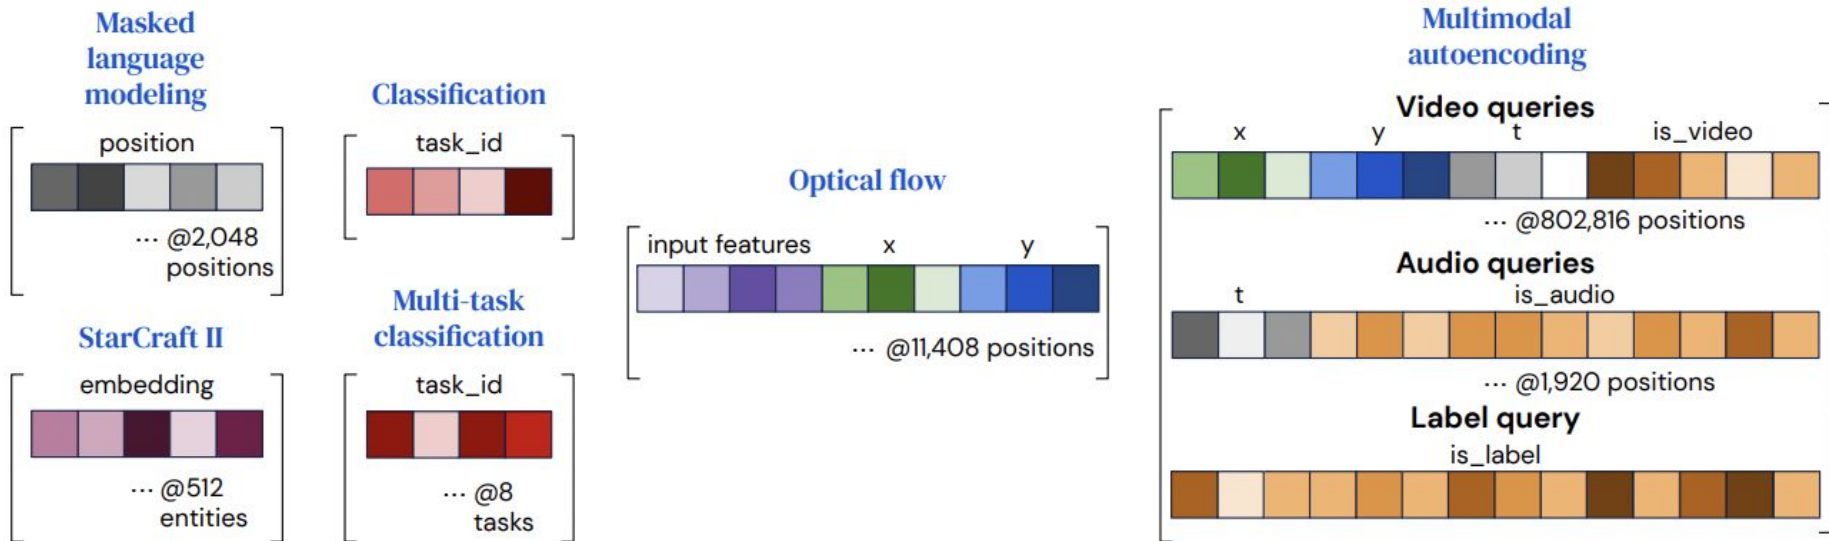 Masked
language
modeling
position
... @2,048
positions
StarCraft II
embedding
... @512
entities
Classification
task_id
Multi-task
classification
task_id
... @8
tasks
Optical flow
input features x y
... @11,408 positions
Multimodal
autoencoding
Video queries
x y t is_video
... @802,816 positions
Audio queries
t is_audio
... @1,920 positions
Label query
is_label